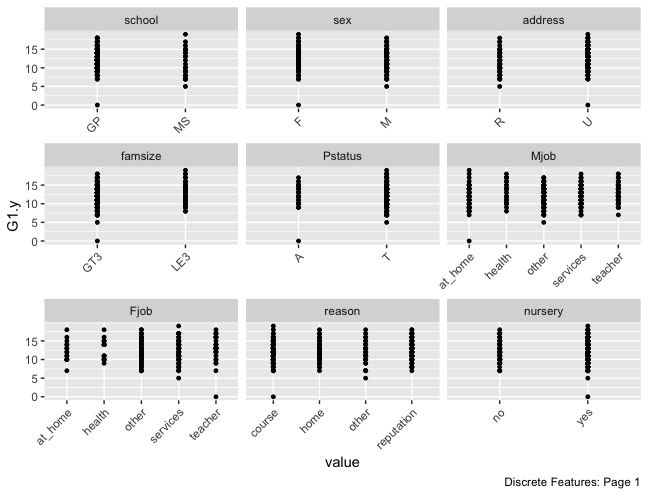 school sex address
15
10
5
0
GP MS F M R U
famsize Pstatus Mjob
G1.y
15
10
5
0
GT3 LE3 A T at_home health other services teacher
Fjob reason nursery
15
10
5
0
at_home health other services teacher course home other reputation no yes
value
Discrete Features: Page 1